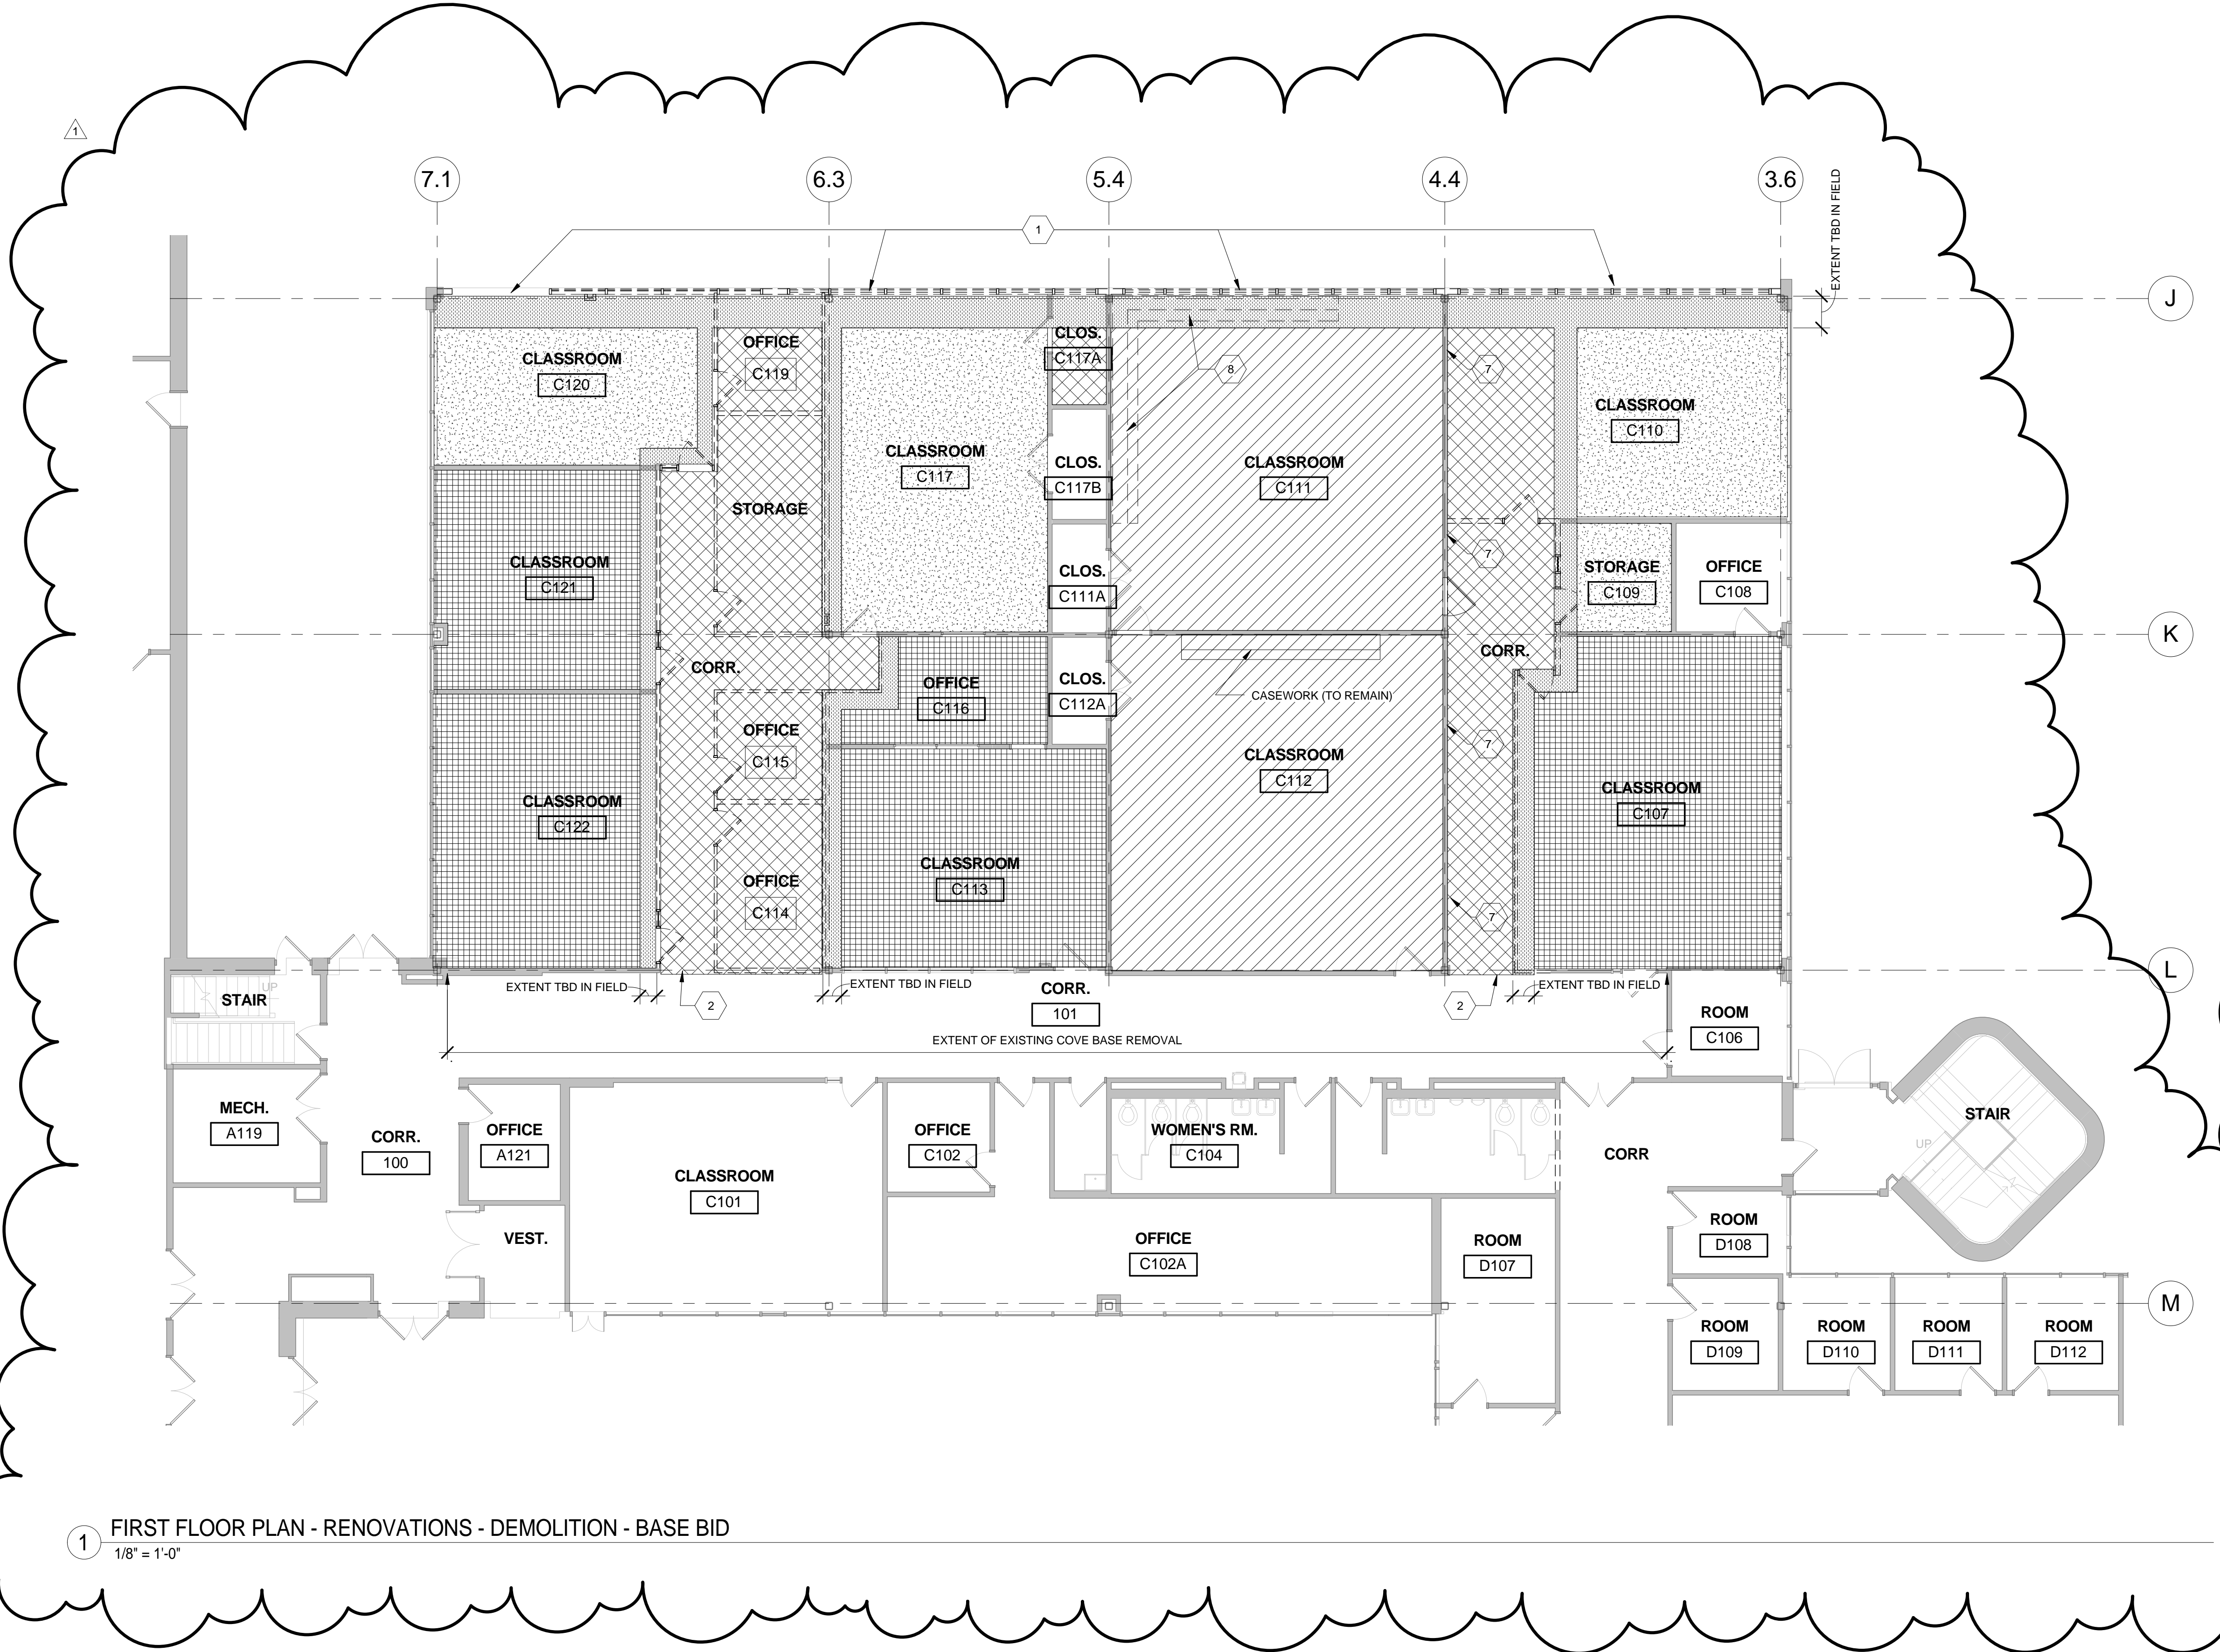 1
7.1
6.3
5.4
4.4
3.6
EXTENT TBD IN FIELD
1
J
OFFICE
C119
CLOS.
C117A
CLASSROOM
C120
8
7
CLASSROOM
C110
CLASSROOM
C117
CLOS.
C117B
CLASSROOM
C111
STORAGE
7
CLASSROOM
C121
CLOS.
C111A
STORAGE
C109
OFFICE
C108
K
CORR.
CORR.
OFFICE
C116
CLOS.
C112A
CASEWORK (TO REMAIN)
OFFICE
C115
7
CLASSROOM
C112
CLASSROOM
C122
CLASSROOM
C107
OFFICE
C114
CLASSROOM
C113
7
L
UP
STAIR
EXTENT TBD IN FIELD
2
EXTENT TBD IN FIELD
CORR.
101
2
EXTENT TBD IN FIELD
ROOM
C106
EXTENT OF EXISTING COVE BASE REMOVAL
MECH.
A119
CORR.
100
OFFICE
A121
CLASSROOM
C101
OFFICE
C102
WOMEN'S RM.
C104
CORR
STAIR
UP
VEST.
OFFICE
C102A
ROOM
D107
ROOM
D108
M
ROOM
D109
ROOM
D110
ROOM
D111
ROOM
D112
1
FIRST FLOOR PLAN - RENOVATIONS - DEMOLITION - BASE BID
1/8" = 1'-0"